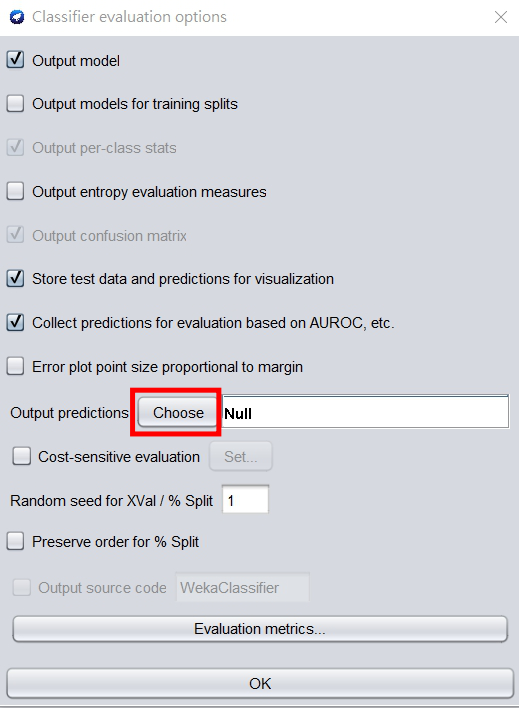 Classifier evaluation options
Output model
Output models for training splits
Output per-class stats
Output entropy evaluation measures
Output confusion matrix
Store test data and predictions for visualization
Collect predictions for evaluation based on AUROC, etc.
Error plot point size proportional to margin
Output predictions Choose Null
Cost-sensitive evaluation Set...
Random seed for XVal / % Split 1
Preserve order for % Split
Output source code WekaClassifier
Evaluation metrics...
OK